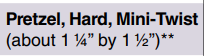 Pretzel, Hard, Mini-Twist
(about 1 ¼” by 1 ½”)**